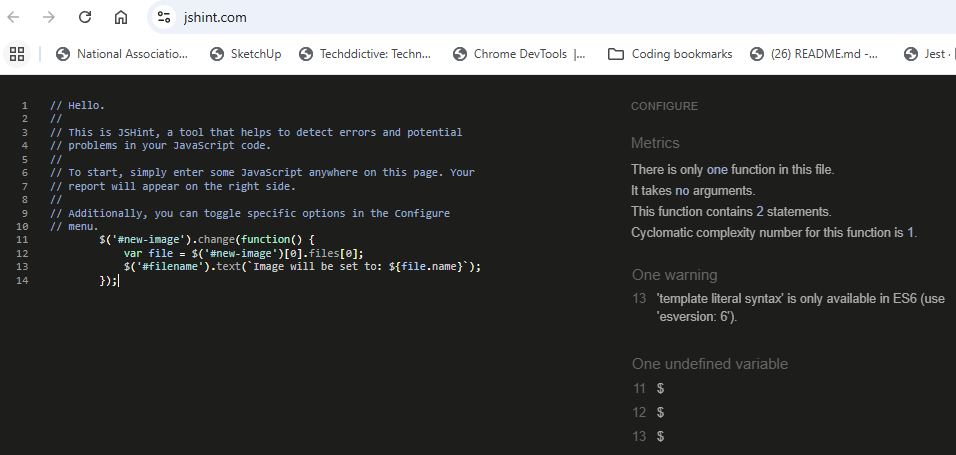 jshint.com
National Associatio... SketchUp Techddictive: Techn... Chrome DevTools |... Coding bookmarks (26) README.md -... Jest ·
1 // Hello.
2 //
3 // This is JSHint, a tool that helps to detect errors and potential
4 // problems in your JavaScript code.
5 //
6 // To start, simply enter some JavaScript anywhere on this page. Your
7 // report will appear on the right side.
8 //
9 // Additionally, you can toggle specific options in the Configure
10 // menu.
11 $('#new-image').change(function() {
12 var file = $('#new-image')[0].files[0];
13 $('#filename').text(`Image will be set to: ${file.name}`);
14 });
CONFIGURE
Metrics
There is only one function in this file.
It takes no arguments.
This function contains 2 statements.
Cyclomatic complexity number for this function is 1.
One warning
13 'template literal syntax' is only available in ES6 (use
'esversion: 6').
One undefined variable
11 $
12 $
13 $